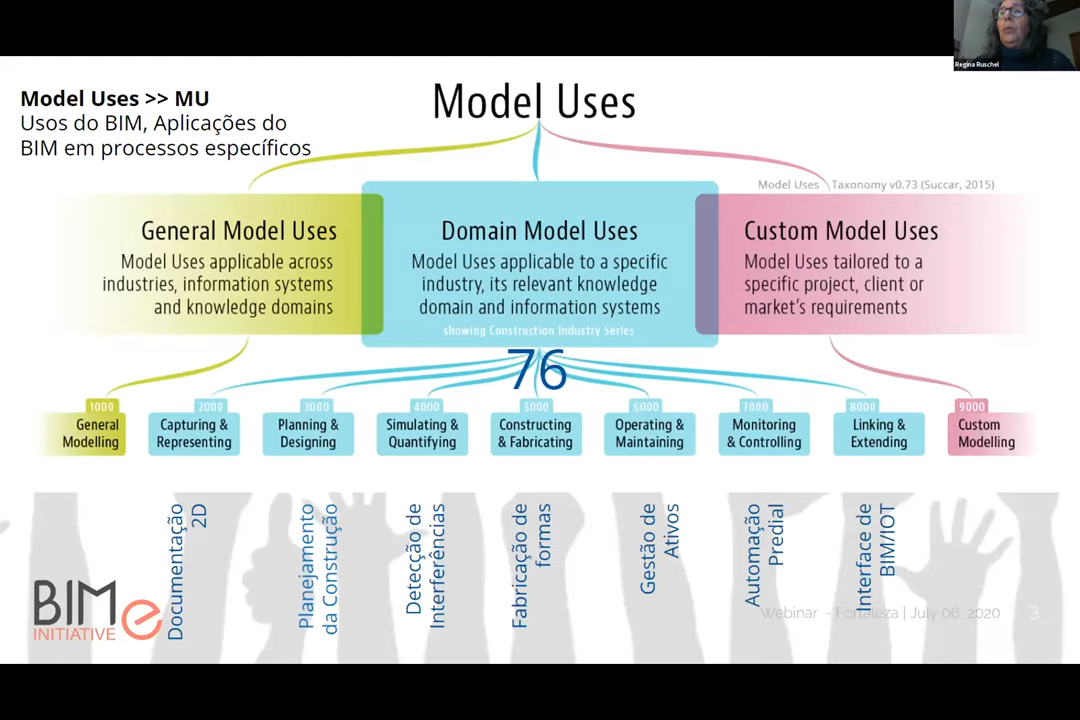 Regina Ruschel
Model Uses >> MU
Usos do BIM, Aplicações do
BIM em processos específicos
Model Uses
Model Uses Taxonomy v0.73 (Succar, 2015)
General Model Uses
Model Uses applicable across
industries, information systems
and knowledge domains
Domain Model Uses
Model Uses applicable to a specific
industry, its relevant knowledge
domain and information systems
showing Construction Industry Series
Custom Model Uses
Model Uses tailored to a
specific project, client or
market's requirements
76
1000
General
Modelling
2000
Capturing &
Representing
3000
Planning &
Designing
4000
Simulating &
Quantifying
5000
Constructing
& Fabricating
6000
Operating &
Maintaining
7000
Monitoring
& Controlling
8000
Linking &
Extending
9000
Custom
Modelling
Documentação
2D
Planejamento
da Construção
Detecção de
Interferências
Fabricação de
formas
Gestão de
Ativos
Automação
Predial
Interface de
BIM/IOT
BIMe
INITIATIVE
Webinar - Fortaleza | July 06, 2020
3